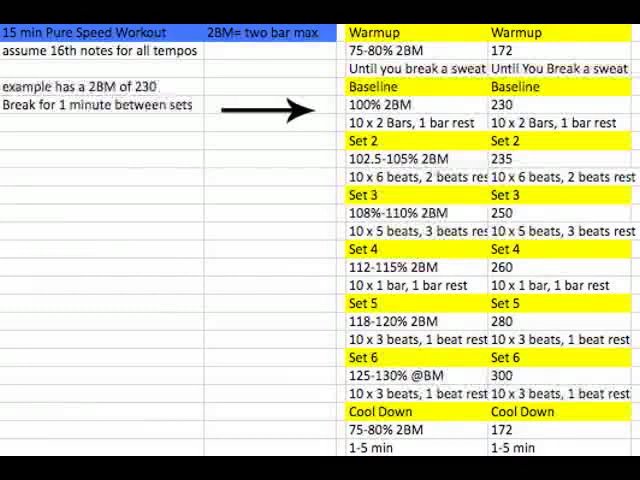 15 min Pure Speed Workout 2BM= two bar max Warmup Warmup
assume 16th notes for all tempos 75-80% 2BM 172
Until you break a sweat Until You Break a sweat
example has a 2BM of 230 Baseline Baseline
Break for 1 minute between sets 100% 2BM 230
10 x 2 Bars, 1 bar rest 10 x 2 Bars, 1 bar rest
Set 2 Set 2
102.5-105% 2BM 235
10 x 6 beats, 2 beats res 10 x 6 beats, 2 beats rest
Set 3 Set 3
108%-110% 2BM 250
10 x 5 beats, 3 beats res 10 x 5 beats, 3 beats rest
Set 4 Set 4
112-115% 2BM 260
10 x 1 bar, 1 bar rest 10 x 1 bar, 1 bar rest
Set 5 Set 5
118-120% 2BM 280
10 x 3 beats, 1 beat rest 10 x 3 beats, 1 beat rest
Set 6 Set 6
125-130% @BM 300
10 x 3 beats, 1 beat rest 10 x 3 beats, 1 beat rest
Cool Down Cool Down
75-80% 2BM 172
1-5 min 1-5 min